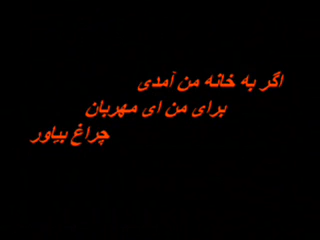 اگر به خانه من آمدی
برای من ای مهربان
چراغ بیاور